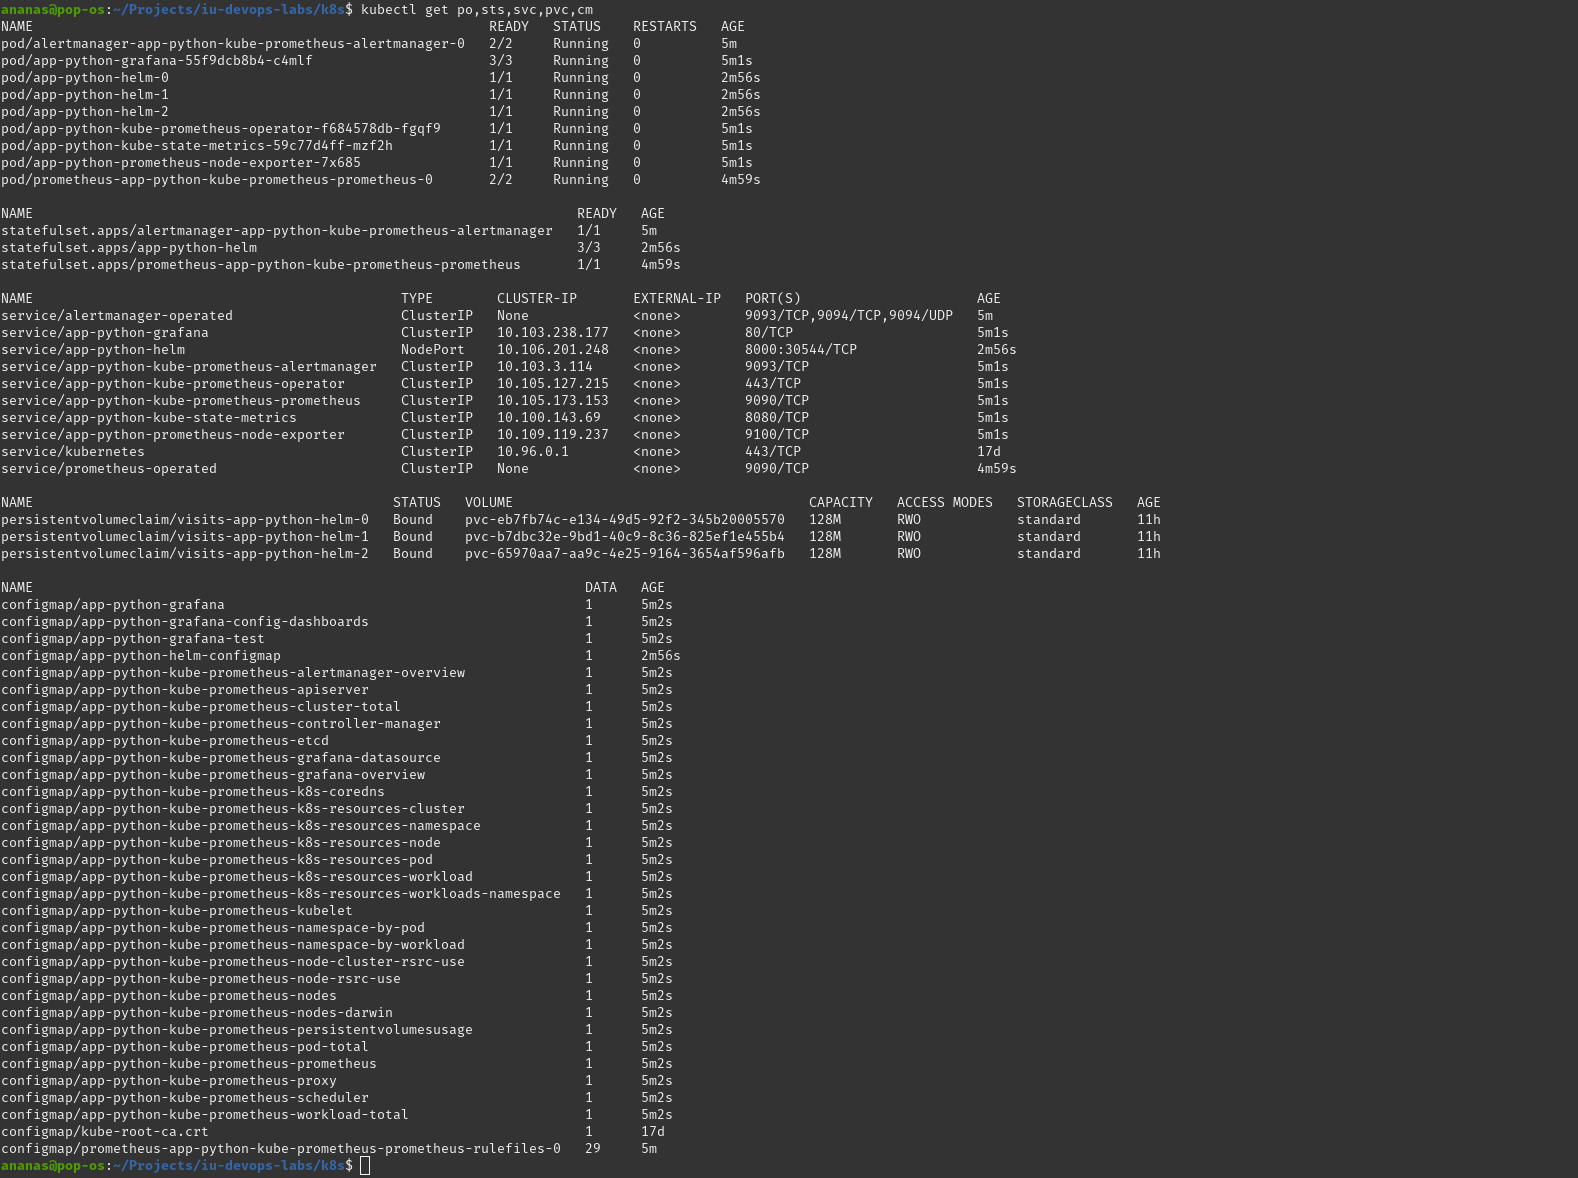 ananas@pop-os:~/Projects/iu-devops-labs/k8s$ kubectl get po,sts,svc,pvc,cm
NAME READY STATUS RESTARTS AGE
pod/alertmanager-app-python-kube-prometheus-alertmanager-0 2/2 Running 0 5m
pod/app-python-grafana-55f9dcb8b4-c4mlf 3/3 Running 0 5m1s
pod/app-python-helm-0 1/1 Running 0 2m56s
pod/app-python-helm-1 1/1 Running 0 2m56s
pod/app-python-helm-2 1/1 Running 0 2m56s
pod/app-python-kube-prometheus-operator-f684578db-fgqf9 1/1 Running 0 5m1s
pod/app-python-kube-state-metrics-59c77d4ff-mzf2h 1/1 Running 0 5m1s
pod/app-python-prometheus-node-exporter-7x685 1/1 Running 0 5m1s
pod/prometheus-app-python-kube-prometheus-prometheus-0 2/2 Running 0 4m59s
NAME READY AGE
statefulset.apps/alertmanager-app-python-kube-prometheus-alertmanager 1/1 5m
statefulset.apps/app-python-helm 3/3 2m56s
statefulset.apps/prometheus-app-python-kube-prometheus-prometheus 1/1 4m59s
NAME TYPE CLUSTER-IP EXTERNAL-IP PORT(S) AGE
service/alertmanager-operated ClusterIP None <none> 9093/TCP,9094/TCP,9094/UDP 5m
service/app-python-grafana ClusterIP 10.103.238.177 <none> 80/TCP 5m1s
service/app-python-helm NodePort 10.106.201.248 <none> 8000:30544/TCP 2m56s
service/app-python-kube-prometheus-alertmanager ClusterIP 10.103.3.114 <none> 9093/TCP 5m1s
service/app-python-kube-prometheus-operator ClusterIP 10.105.127.215 <none> 443/TCP 5m1s
service/app-python-kube-prometheus-prometheus ClusterIP 10.105.173.153 <none> 9090/TCP 5m1s
service/app-python-kube-state-metrics ClusterIP 10.100.143.69 <none> 8080/TCP 5m1s
service/app-python-prometheus-node-exporter ClusterIP 10.109.119.237 <none> 9100/TCP 5m1s
service/kubernetes ClusterIP 10.96.0.1 <none> 443/TCP 17d
service/prometheus-operated ClusterIP None <none> 9090/TCP 4m59s
NAME STATUS VOLUME CAPACITY ACCESS MODES STORAGECLASS AGE
persistentvolumeclaim/visits-app-python-helm-0 Bound pvc-eb7fb74c-e134-49d5-92f2-345b20005570 128M RWO standard 11h
persistentvolumeclaim/visits-app-python-helm-1 Bound pvc-b7dbc32e-9bd1-40c9-8c36-825ef1e455b4 128M RWO standard 11h
persistentvolumeclaim/visits-app-python-helm-2 Bound pvc-65970aa7-aa9c-4e25-9164-3654af596afb 128M RWO standard 11h
NAME DATA AGE
configmap/app-python-grafana 1 5m2s
configmap/app-python-grafana-config-dashboards 1 5m2s
configmap/app-python-grafana-test 1 5m2s
configmap/app-python-helm-configmap 1 2m56s
configmap/app-python-kube-prometheus-alertmanager-overview 1 5m2s
configmap/app-python-kube-prometheus-apiserver 1 5m2s
configmap/app-python-kube-prometheus-cluster-total 1 5m2s
configmap/app-python-kube-prometheus-controller-manager 1 5m2s
configmap/app-python-kube-prometheus-etcd 1 5m2s
configmap/app-python-kube-prometheus-grafana-datasource 1 5m2s
configmap/app-python-kube-prometheus-grafana-overview 1 5m2s
configmap/app-python-kube-prometheus-k8s-coredns 1 5m2s
configmap/app-python-kube-prometheus-k8s-resources-cluster 1 5m2s
configmap/app-python-kube-prometheus-k8s-resources-namespace 1 5m2s
configmap/app-python-kube-prometheus-k8s-resources-node 1 5m2s
configmap/app-python-kube-prometheus-k8s-resources-pod 1 5m2s
configmap/app-python-kube-prometheus-k8s-resources-workload 1 5m2s
configmap/app-python-kube-prometheus-k8s-resources-workloads-namespace 1 5m2s
configmap/app-python-kube-prometheus-kubelet 1 5m2s
configmap/app-python-kube-prometheus-namespace-by-pod 1 5m2s
configmap/app-python-kube-prometheus-namespace-by-workload 1 5m2s
configmap/app-python-kube-prometheus-node-cluster-rsrc-use 1 5m2s
configmap/app-python-kube-prometheus-node-rsrc-use 1 5m2s
configmap/app-python-kube-prometheus-nodes 1 5m2s
configmap/app-python-kube-prometheus-nodes-darwin 1 5m2s
configmap/app-python-kube-prometheus-persistentvolumesusage 1 5m2s
configmap/app-python-kube-prometheus-pod-total 1 5m2s
configmap/app-python-kube-prometheus-prometheus 1 5m2s
configmap/app-python-kube-prometheus-proxy 1 5m2s
configmap/app-python-kube-prometheus-scheduler 1 5m2s
configmap/app-python-kube-prometheus-workload-total 1 5m2s
configmap/kube-root-ca.crt 1 17d
configmap/prometheus-app-python-kube-prometheus-prometheus-rulefiles-0 29 5m
ananas@pop-os:~/Projects/iu-devops-labs/k8s$